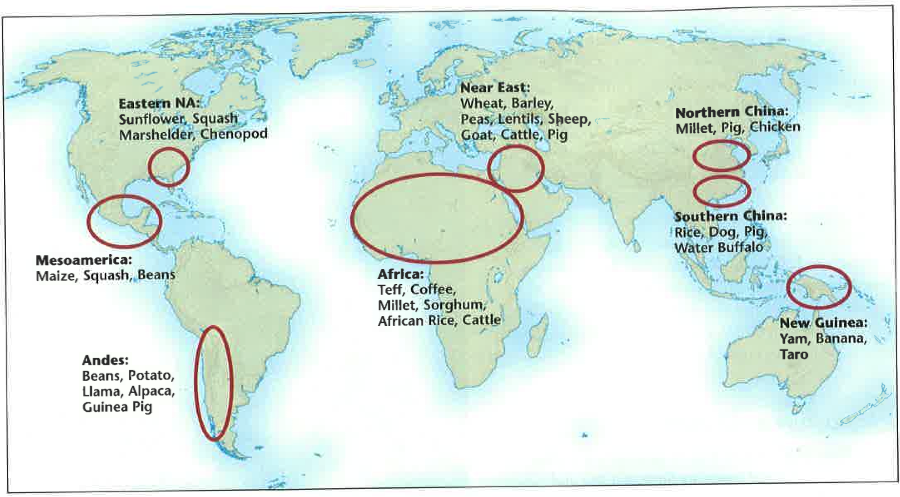 Eastern NA:
Sunflower, Squash
Marshelder, Chenopod
Near East:
Wheat, Barley,
Peas, Lentils, Sheep,
Goat, Cattle, Pig
Northern China:
Millet, Pig, Chicken
Southern China:
Rice, Dog, Pig,
Water Buffalo
Mesoamerica:
Maize, Squash, Beans
Africa:
Teff, Coffee,
Millet, Sorghum,
African Rice, Cattle
New Guinea:
Yam, Banana,
Taro
Andes:
Beans, Potato,
Llama, Alpaca,
Guinea Pig